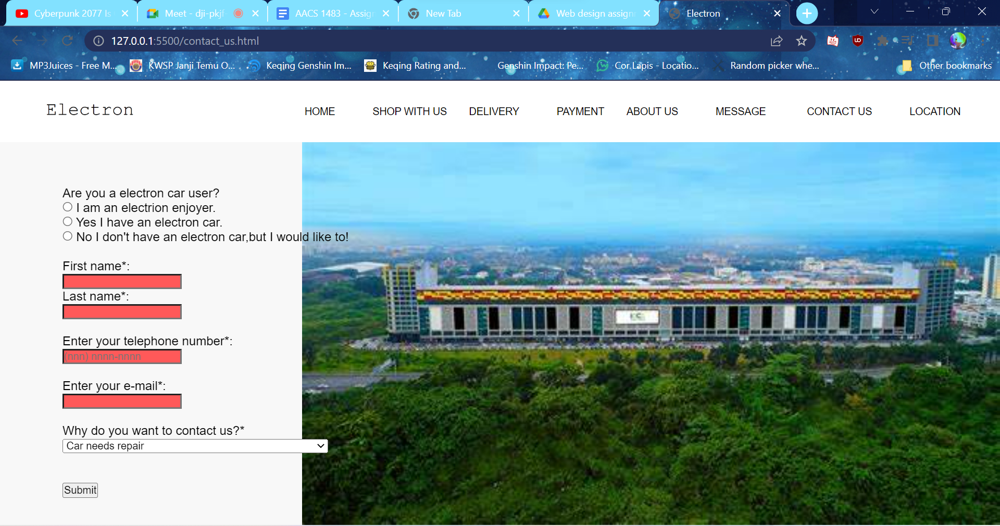 Cyberpunk 2077 Is
Meet - dji-pkjf-
AACS 1483 - Assign
New Tab
Web design assignm
Electron
127.0.0.1:5500/contact_us.html
MP3Juices - Free M...
KWSP Janji Temu O...
Keqing Genshin Im...
Keqing Rating and...
Genshin Impact: Pe...
Cor Lapis - Locatio...
Random picker whe...
Other bookmarks
Electron
HOME
SHOP WITH US
DELIVERY
PAYMENT
ABOUT US
MESSAGE
CONTACT US
LOCATION
Are you a electron car user?
I am an electrion enjoyer.
Yes I have an electron car.
No I don't have an electron car,but I would like to!
First name*:
Last name*:
Enter your telephone number*:
(nnn) nnnn-nnnn
Enter your e-mail*:
Why do you want to contact us?*
Car needs repair
Submit